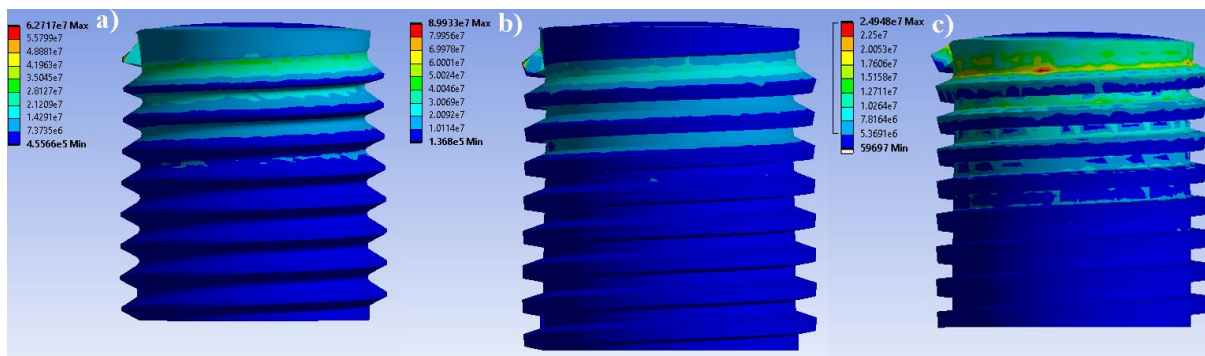 6.2717e7 Max
5.5799e7
4.8881e7
4.1963e7
3.5045e7
2.8127e7
2.1209e7
1.4291e7
7.3735e6
4.5566e5 Min
a)
8.9933e7 Max
7.9956e7
6.9978e7
6.0001e7
5.0024e7
4.0046e7
3.0069e7
2.0092e7
1.0114e7
1.368e5 Min
b)
2.4948e7 Max
2.25e7
2.0053e7
1.7606e7
1.5158e7
1.2711e7
1.0264e7
7.8164e6
5.3691e6
59697 Min
c)